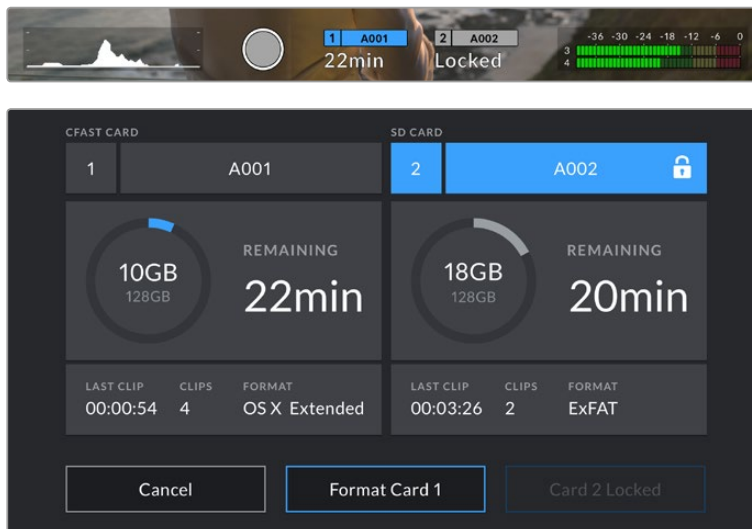 1 A001
22min
2 A002
Locked
-36 -30 -24 -18 -12 -6 0
3
4
CFAST CARD
1 A001
SD CARD
2 A002
10GB
128GB
REMAINING
22min
18GB
128GB
REMAINING
20min
LAST CLIP CLIPS FORMAT
00:00:54 4 OS X Extended
LAST CLIP CLIPS FORMAT
00:03:26 2 ExFAT
Cancel
Format Card 1
Card 2 Locked